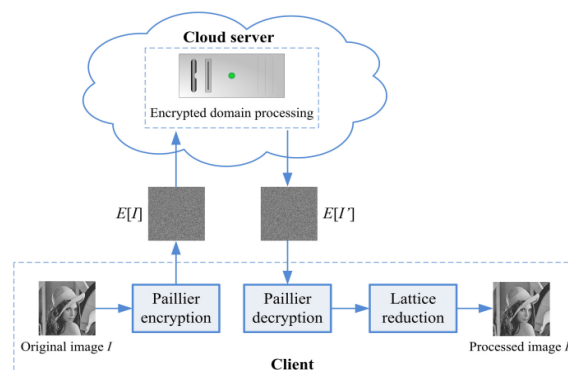 Cloud server
Encrypted domain processing
E[I]
E[I']
Paillier
encryption
Paillier
decryption
Lattice
reduction
Original image I
Processed image I
Client